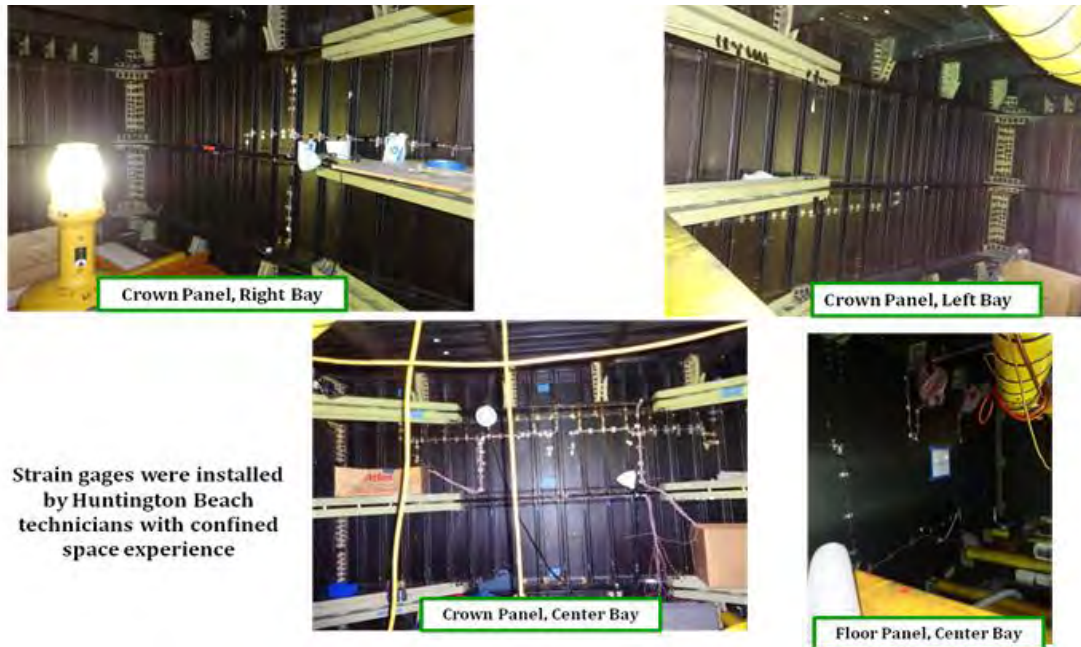 Crown Panel, Right Bay
Crown Panel, Left Bay
Strain gages were installed
by Huntington Beach
technicians with confined
space experience
Crown Panel, Center Bay
Floor Panel, Center Bay